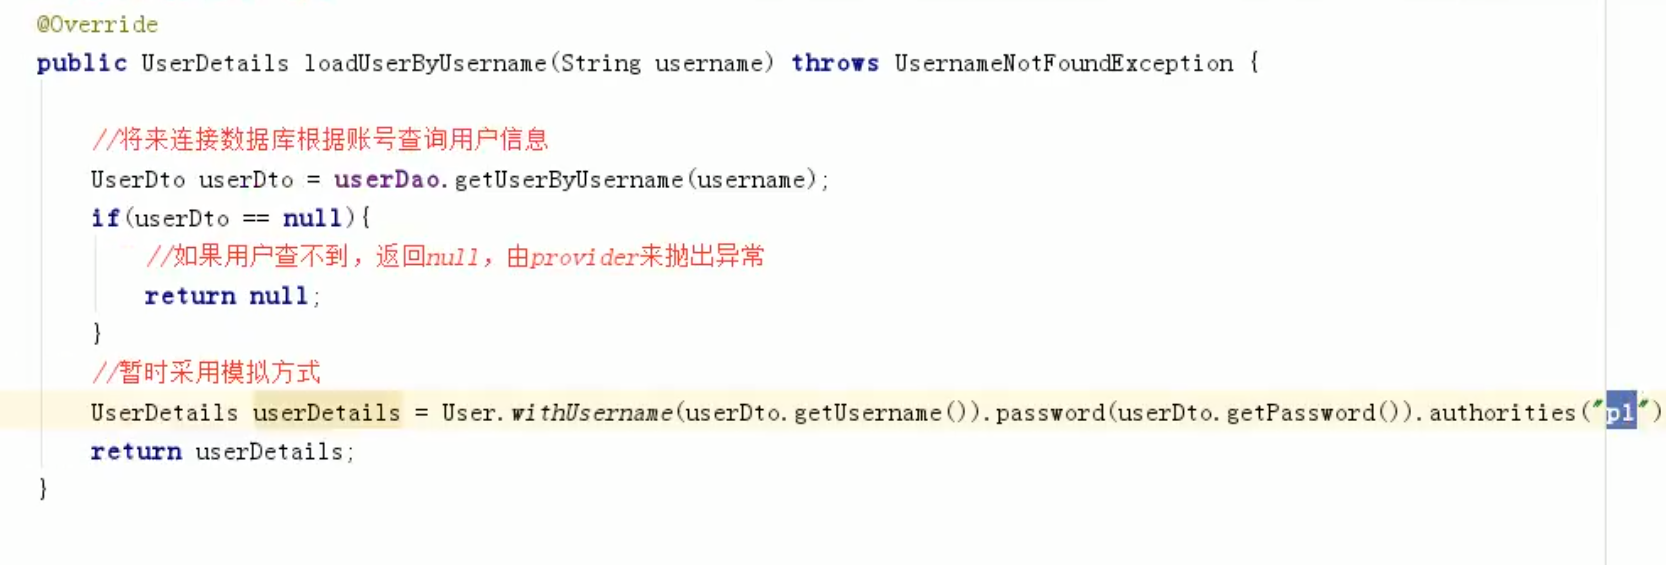 @Override
public UserDetails loadUserByUsername(String username) throws UsernameNotFoundException {
//将来连接数据库根据账号查询用户信息
UserDto userDto = userDao.getUserByUsername(username);
if(userDto == null){
//如果用户查不到，返回null，由provider来抛出异常
return null;
}
//暂时采用模拟方式
UserDetails userDetails = User.withUsername(userDto.getUsername()).password(userDto.getPassword()).authorities("p1")
return userDetails;
}